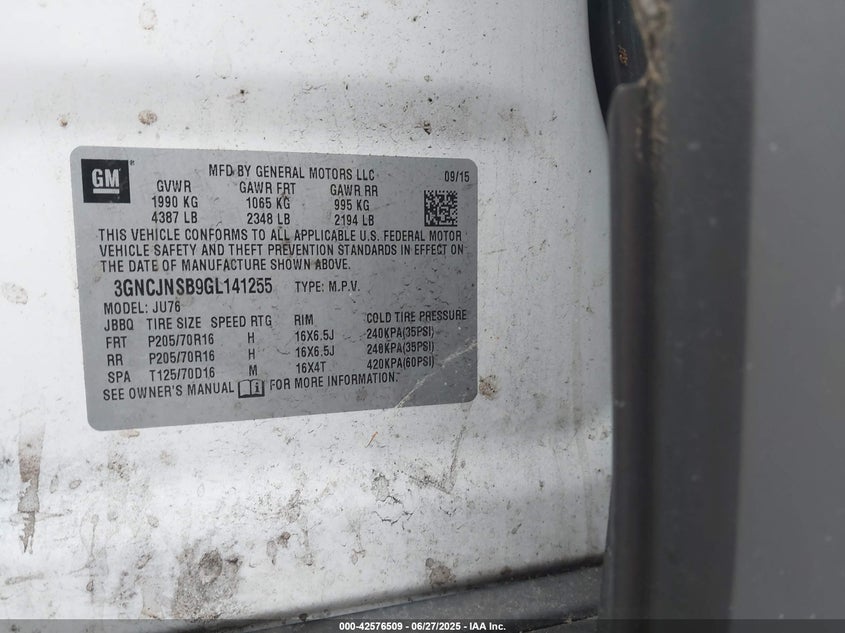 GM
MFD BY GENERAL MOTORS LLC 09/15
GVWR GAWR FRT GAWR RR
1990 KG 1065 KG 995 KG
4387 LB 2348 LB 2194 LB
THIS VEHICLE CONFORMS TO ALL APPLICABLE U.S. FEDERAL MOTOR
VEHICLE SAFETY AND THEFT PREVENTION STANDARDS IN EFFECT ON
THE DATE OF MANUFACTURE SHOWN ABOVE.
3GNCJNSB9GL141255 TYPE: M.P.V.
MODEL: JU76
JBBQ TIRE SIZE SPEED RTG RIM COLD TIRE PRESSURE
FRT P205/70R16 H 16X6.5J 240KPA(35PSI)
RR P205/70R16 H 16X6.5J 240KPA(35PSI)
SPA T125/70D16 M 16X4T 420KPA(60PSI)
SEE OWNER'S MANUAL i FOR MORE INFORMATION.
000-42576509 - 06/27/2025 - IAA Inc.